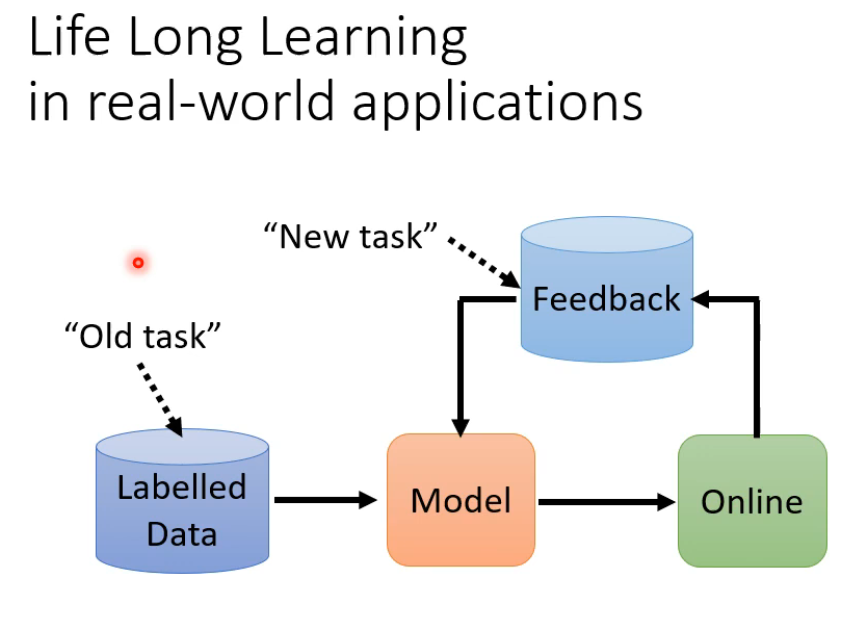 Life Long Learning
in real-world applications
“New task”
Feedback
“Old task”
Labelled
Data
Model
Online